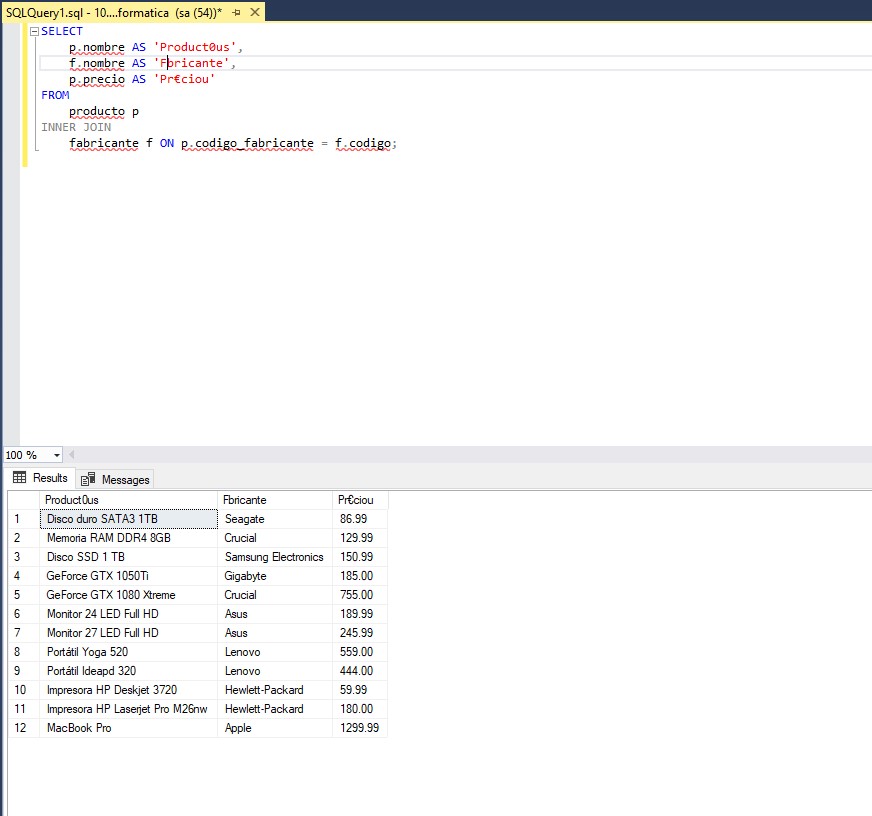 SQLQuery1.sql - 10....formatica (sa (54))*
SELECT
p.nombre AS 'Product0us',
f.nombre AS 'Fbricante',
p.precio AS 'Pr€ciou'
FROM
producto p
INNER JOIN
fabricante f ON p.codigo_fabricante = f.codigo;
100 %
Results Messages
Product0us Fbricante Pr€ciou
1 Disco duro SATA3 1TB Seagate 86.99
2 Memoria RAM DDR4 8GB Crucial 129.99
3 Disco SSD 1 TB Samsung Electronics 150.99
4 GeForce GTX 1050Ti Gigabyte 185.00
5 GeForce GTX 1080 Xtreme Crucial 755.00
6 Monitor 24 LED Full HD Asus 189.99
7 Monitor 27 LED Full HD Asus 245.99
8 Portátil Yoga 520 Lenovo 559.00
9 Portátil Ideapd 320 Lenovo 444.00
10 Impresora HP Deskjet 3720 Hewlett-Packard 59.99
11 Impresora HP Laserjet Pro M26nw Hewlett-Packard 180.00
12 MacBook Pro Apple 1299.99